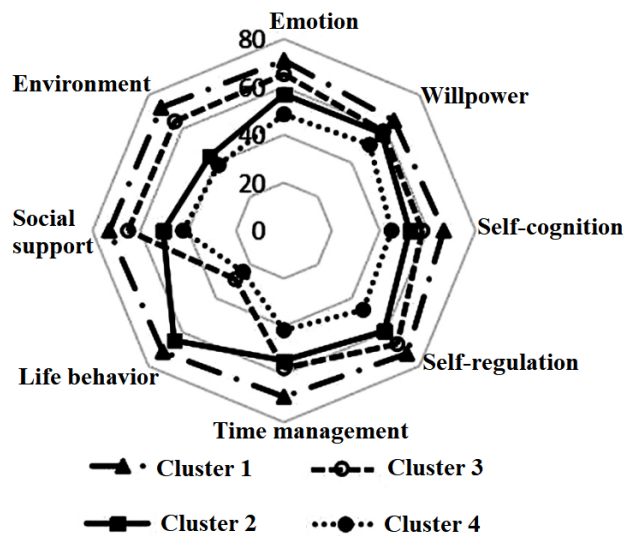 Emotion
80
Environment
60
Willpower
40
20
Social
support
0
Self-cognition
Life behavior
Self-regulation
Time management
Cluster 1
Cluster 3
Cluster 2
Cluster 4